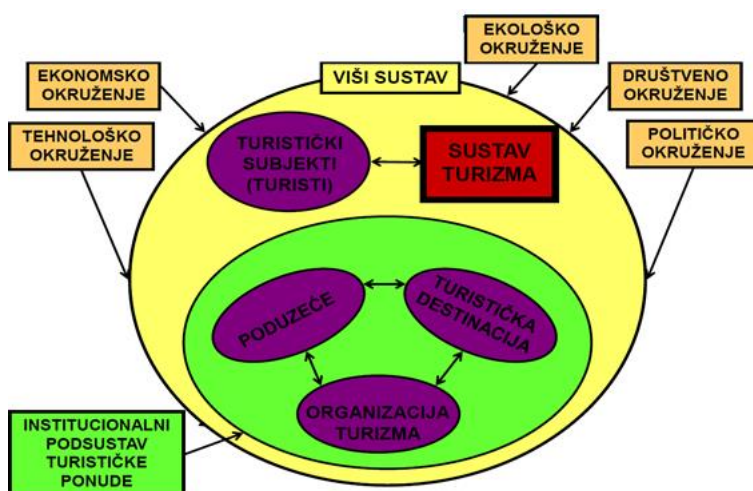 EKOLOŠKO
OKRUŽENJE
EKONOMSKO
OKRUŽENJE
VIŠI SUSTAV
DRUŠTVENO
OKRUŽENJE
TEHNOLOŠKO
OKRUŽENJE
TURISTIČKI
SUBJEKTI
(TURISTI)
SUSTAV
TURIZMA
POLITIČKO
OKRUŽENJE
PODUZEĆE
TURISTIČKA
DESTINACIJA
ORGANIZACIJA
TURIZMA
INSTITUCIONALNI
PODSUSTAV
TURISTIČKE
PONUDE